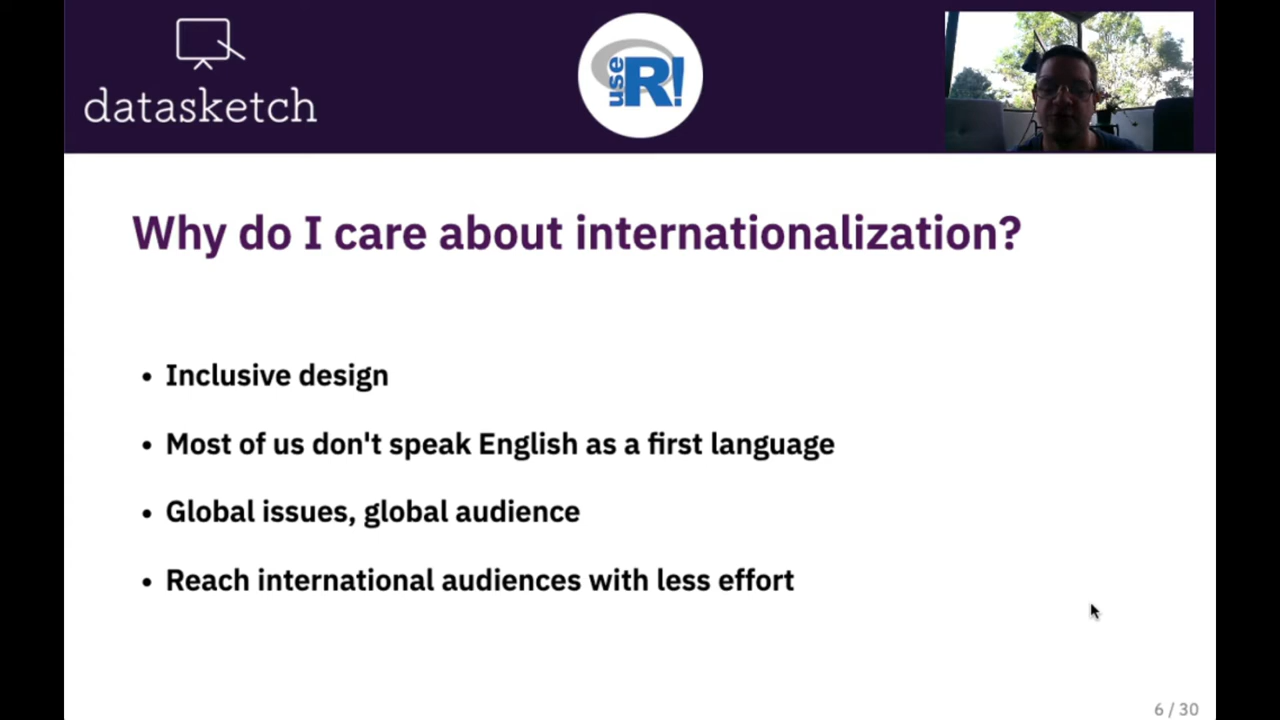 datasketch
useR!
Why do I care about internationalization?
• Inclusive design
• Most of us don't speak English as a first language
• Global issues, global audience
• Reach international audiences with less effort
6 / 30